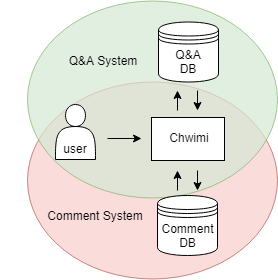 Q&A
DB
Q&A System
user
Chwimi
Comment System
Comment
DB